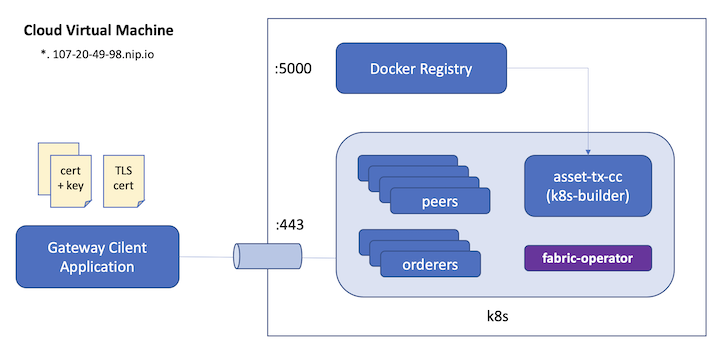 Cloud Virtual Machine
*. 107-20-49-98.nip.io
:5000
Docker Registry
cert
+ key
TLS
cert
peers
asset-tx-cc
(k8s-builder)
:443
Gateway Cilent
Application
orderers
fabric-operator
k8s